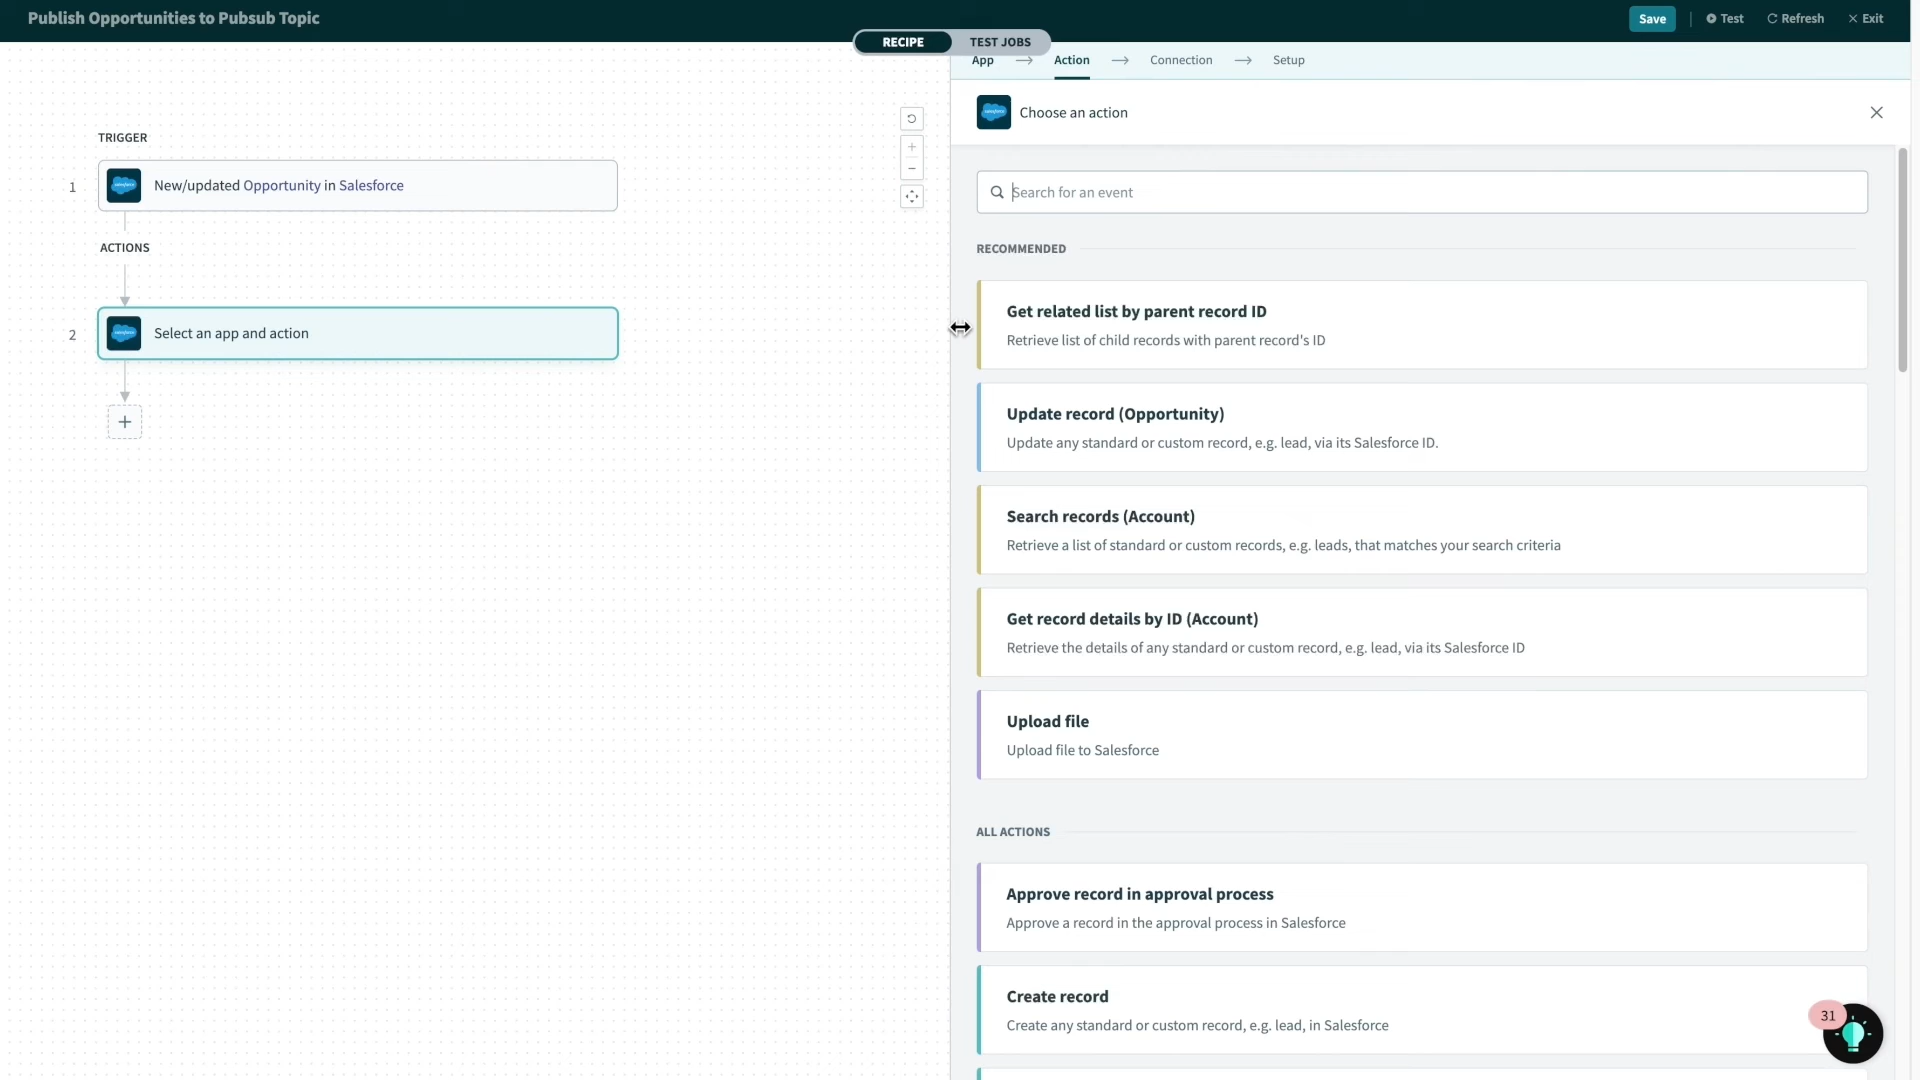 Publish Opportunities to Pubsub Topic
Save
Test
Refresh
Exit
RECIPE
TEST JOBS
App
Action
Connection
Setup
Choose an action
TRIGGER
1
New/updated Opportunity in Salesforce
ACTIONS
2
Select an app and action
Search for an event
RECOMMENDED
Get related list by parent record ID
Retrieve list of child records with parent record's ID
Update record (Opportunity)
Update any standard or custom record, e.g. lead, via its Salesforce ID.
Search records (Account)
Retrieve a list of standard or custom records, e.g. leads, that matches your search criteria
Get record details by ID (Account)
Retrieve the details of any standard or custom record, e.g. lead, via its Salesforce ID
Upload file
Upload file to Salesforce
ALL ACTIONS
Approve record in approval process
Approve a record in the approval process in Salesforce
Create record
Create any standard or custom record, e.g. lead, in Salesforce
31